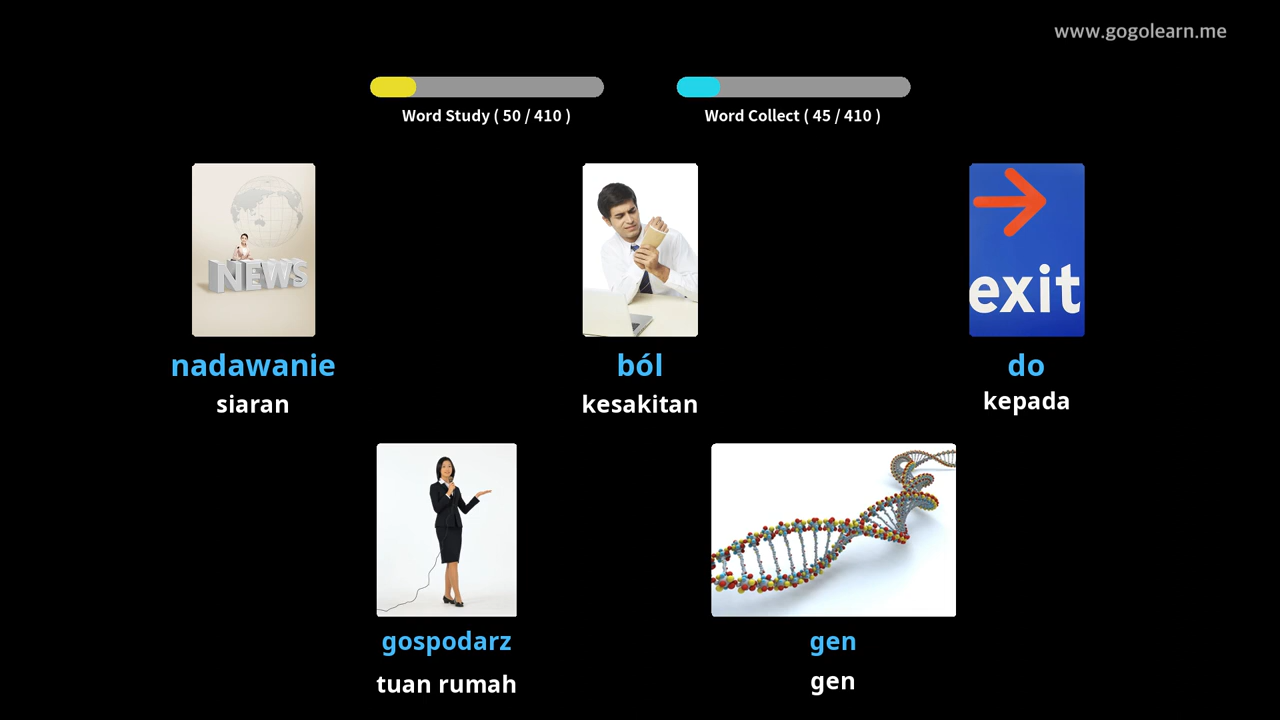 www.gogolearn.me
Word Study ( 50 / 410 )
Word Collect ( 45 / 410 )
NEWS
exit
nadawanie
ból
do
siaran
kesakitan
kepada
gospodarz
gen
tuan rumah
gen